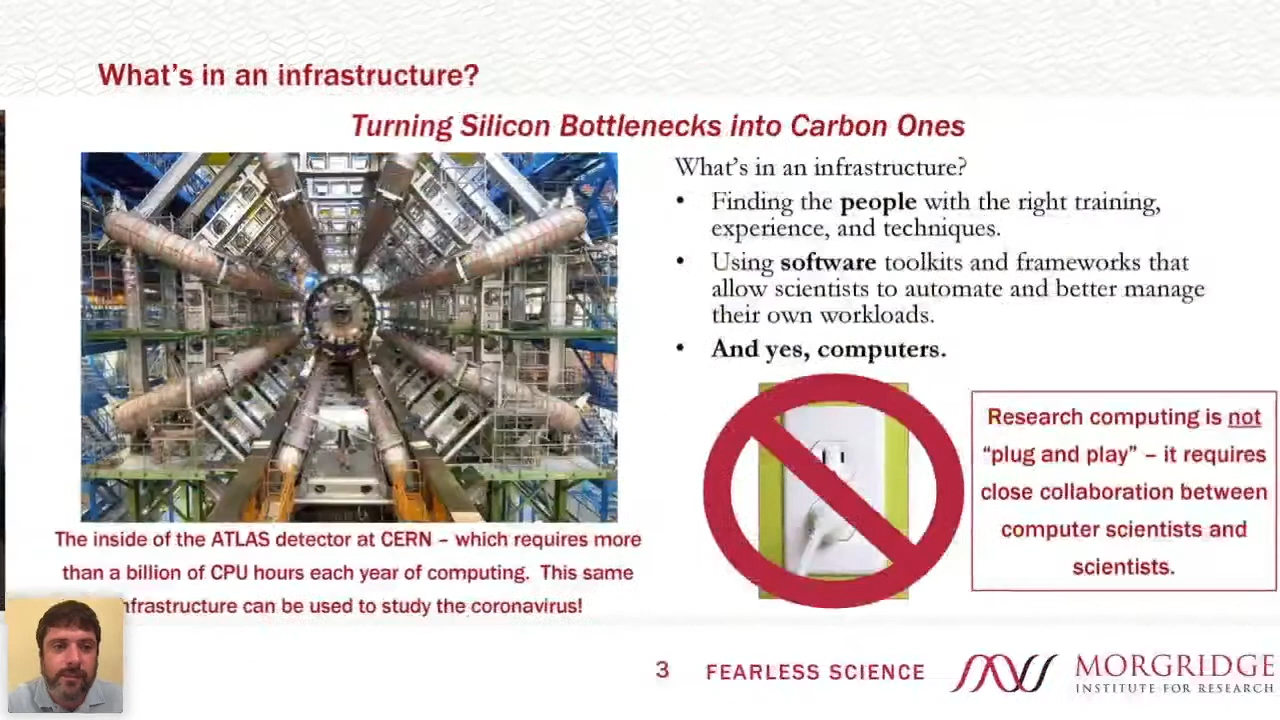 What's in an infrastructure?
Turning Silicon Bottlenecks into Carbon Ones
What's in an infrastructure?
• Finding the people with the right training,
experience, and techniques.
• Using software toolkits and frameworks that
allow scientists to automate and better manage
their own workloads.
• And yes, computers.
Research computing is not
“plug and play” – it requires
close collaboration between
computer scientists and
scientists.
The inside of the ATLAS detector at CERN – which requires more
than a billion of CPU hours each year of computing. This same
nfrastructure can be used to study the coronavirus!
3 FEARLESS SCIENCE
MORGRIDGE
INSTITUTE FOR RESEARCH